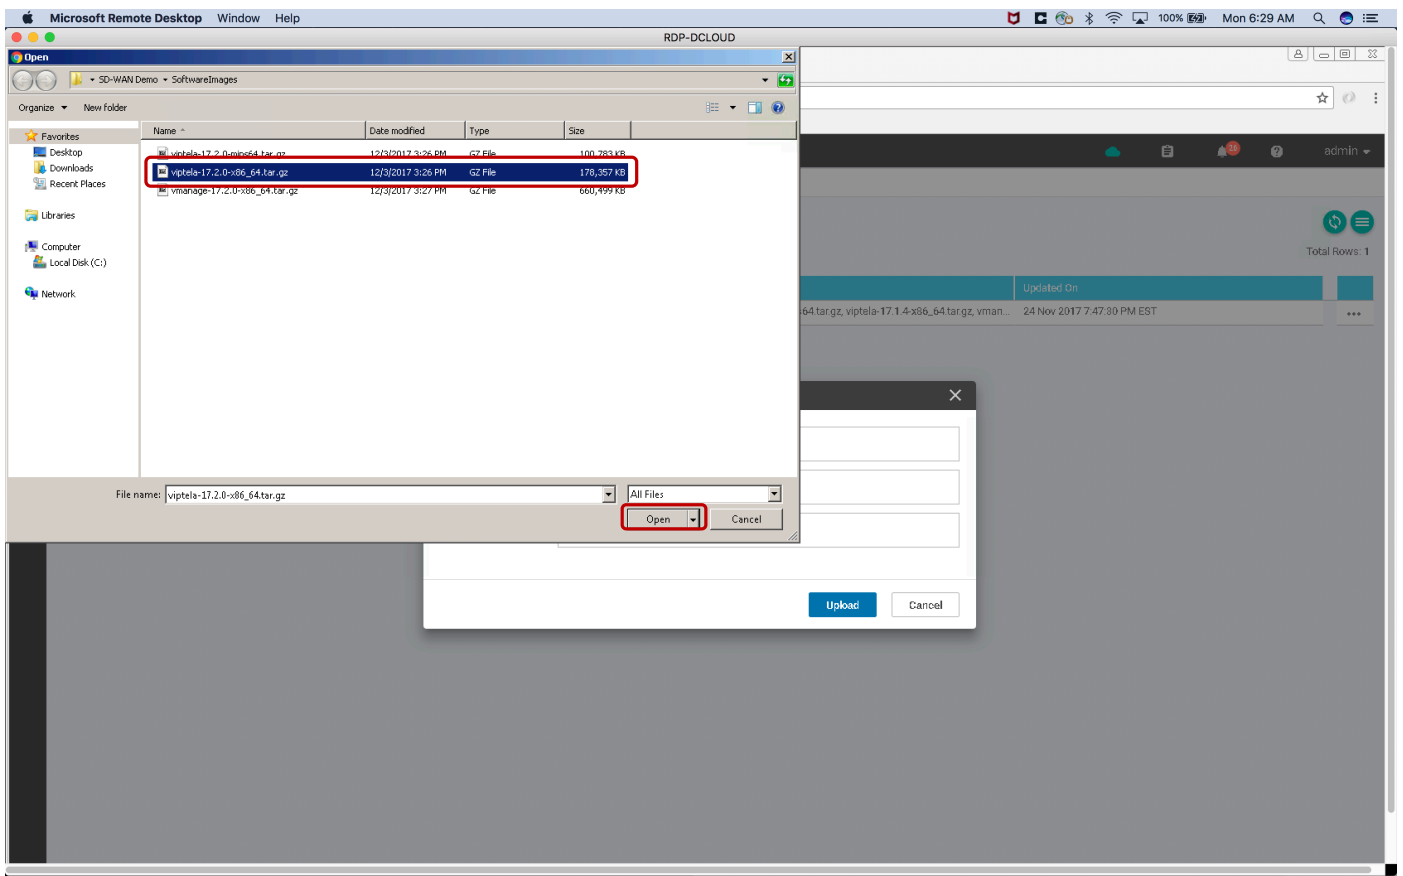 Microsoft Remote Desktop Window Help 100% Mon 6:29 AM
RDP-DCLOUD
Open
SD-WAN Demo SoftwareImages
Organize New folder
Name Date modified Type Size
Favorites
Desktop
Downloads
Recent Places
Libraries
Computer
Local Disk (C:)
Network
viptela-17.2.0-mips64.tar.gz 12/3/2017 3:26 PM GZ File 100,783 KB
viptela-17.2.0-x86_64.tar.gz 12/3/2017 3:26 PM GZ File 178,357 KB
vmanage-17.2.0-x86_64.tar.gz 12/3/2017 3:27 PM GZ File 660,499 KB
File name: viptela-17.2.0-x86_64.tar.gz All Files
Open Cancel
26 admin
Total Rows: 1
Updated On
64.tar.gz, viptela-17.1.4-x86_64.tar.gz, vman... 24 Nov 2017 7:47:30 PM EST
Upload Cancel